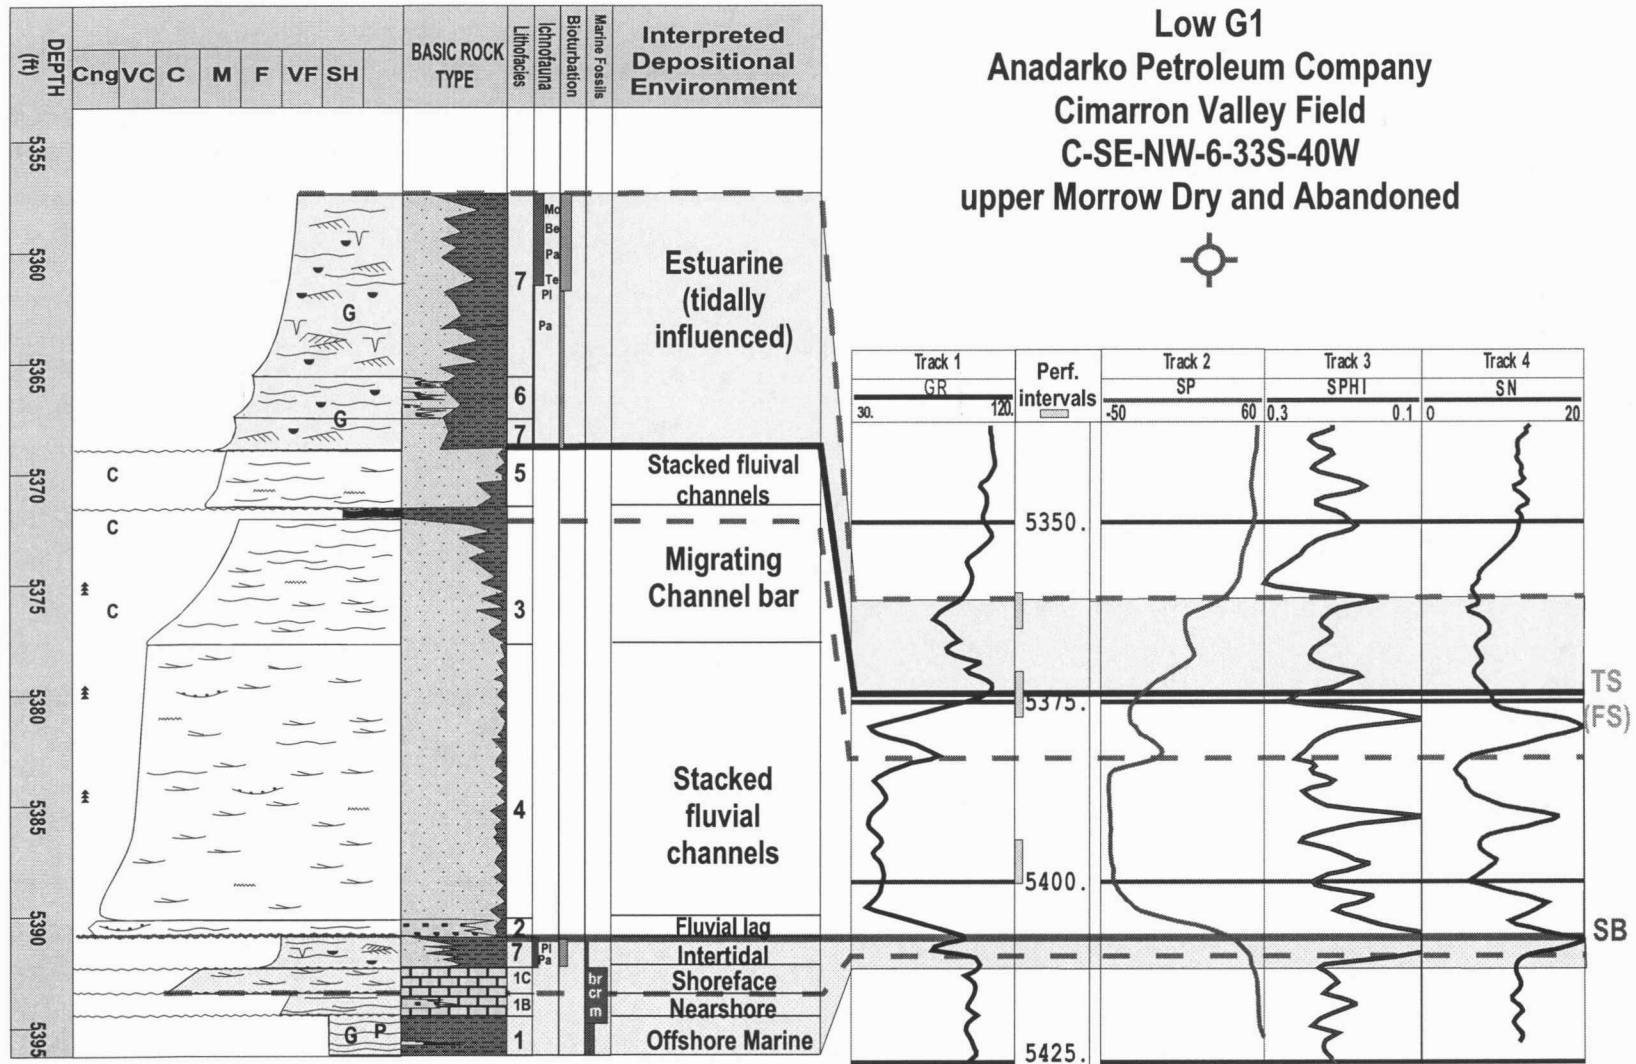 Low G1
Anadarko Petroleum Company
Cimarron Valley Field
C-SE-NW-6-33S-40W
upper Morrow Dry and Abandoned
DEPTH
(ft)
Cng VC C M F VF SH
BASIC ROCK
TYPE
Lithofacies
Ichnofauna
Bioturbation
Marine Fossils
Interpreted
Depositional
Environment
5355
5360
5365
5370
5375
5380
5385
5390
5395
G
G
C
C
C
G P
7
6
7
5
3
4
2
7
1C
1B
1
Mo
Be
Pa
Te
Pl
Pa
Pl
Pa
br
cr
m
Estuarine
(tidally
influenced)
Stacked fluival
channels
Migrating
Channel bar
Stacked
fluvial
channels
Fluvial lag
Intertidal
Shoreface
Nearshore
Offshore Marine
Track 1
GR
30. 120.
Perf.
intervals
Track 2
SP
-50 60
Track 3
SPHI
0.3 0.1
Track 4
SN
0 20
5350.
5375.
5400.
5425.
TS
(FS)
SB